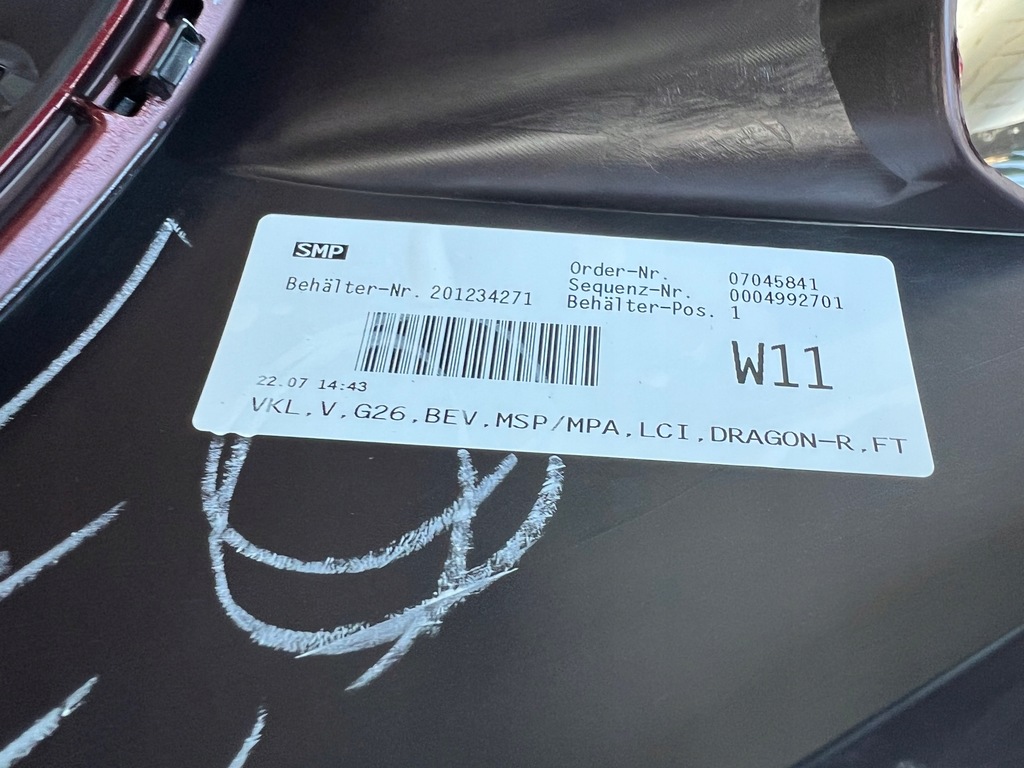 SMP
Behälter-Nr. 201234271
Order-Nr. 07045841
Sequenz-Nr. 0004992701
Behälter-Pos. 1
W11
22.07 14:43
VKL,V,G26,BEV,MSP/MPA,LCI,DRAGON-R,FT